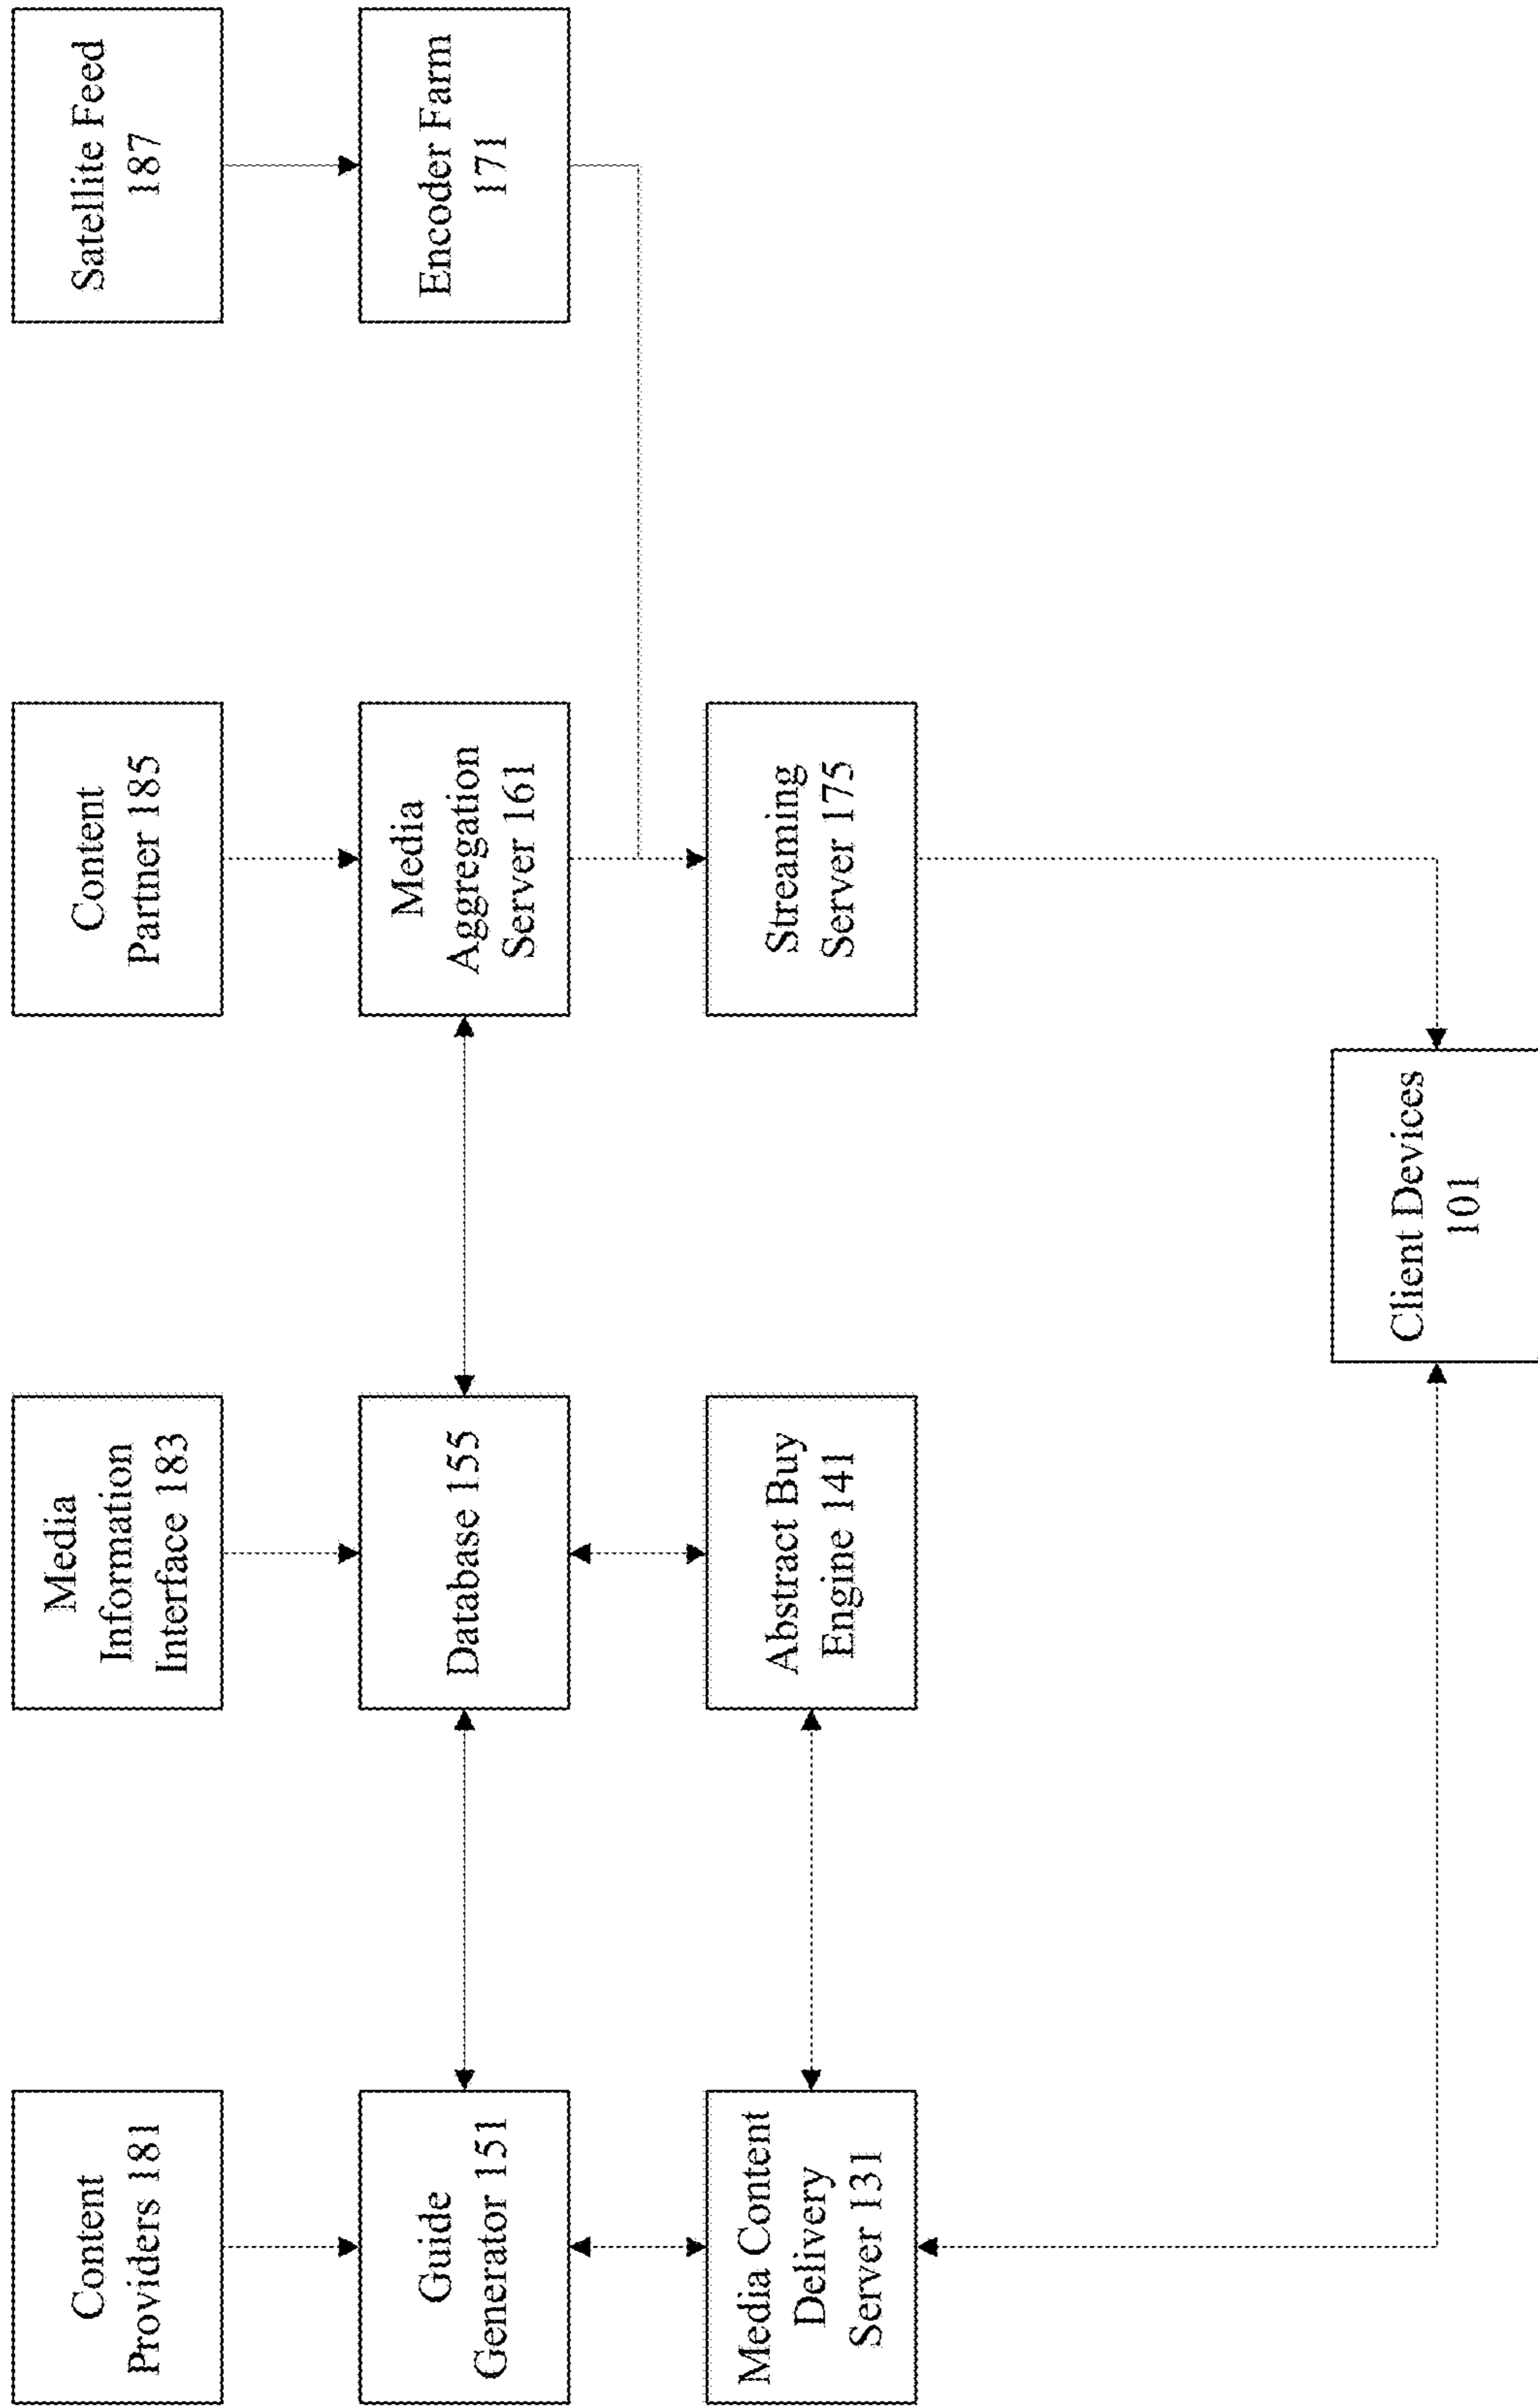 Content
Providers 181
Media
Information
Interface 183
Content
Partner 185
Satellite Feed
187
Guide
Generator 151
Database 155
Media
Aggregation
Server 161
Encoder Farm
171
Media Content
Delivery
Server 131
Abstract Buy
Engine 141
Streaming
Server 175
Client Devices
101